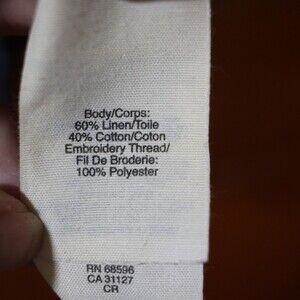 Body/Corps:
60% Linen/Toile
40% Cotton/Coton
Embroidery Thread/
Fil De Broderie:
100% Polyester
RN 68596
CA 31127
CR